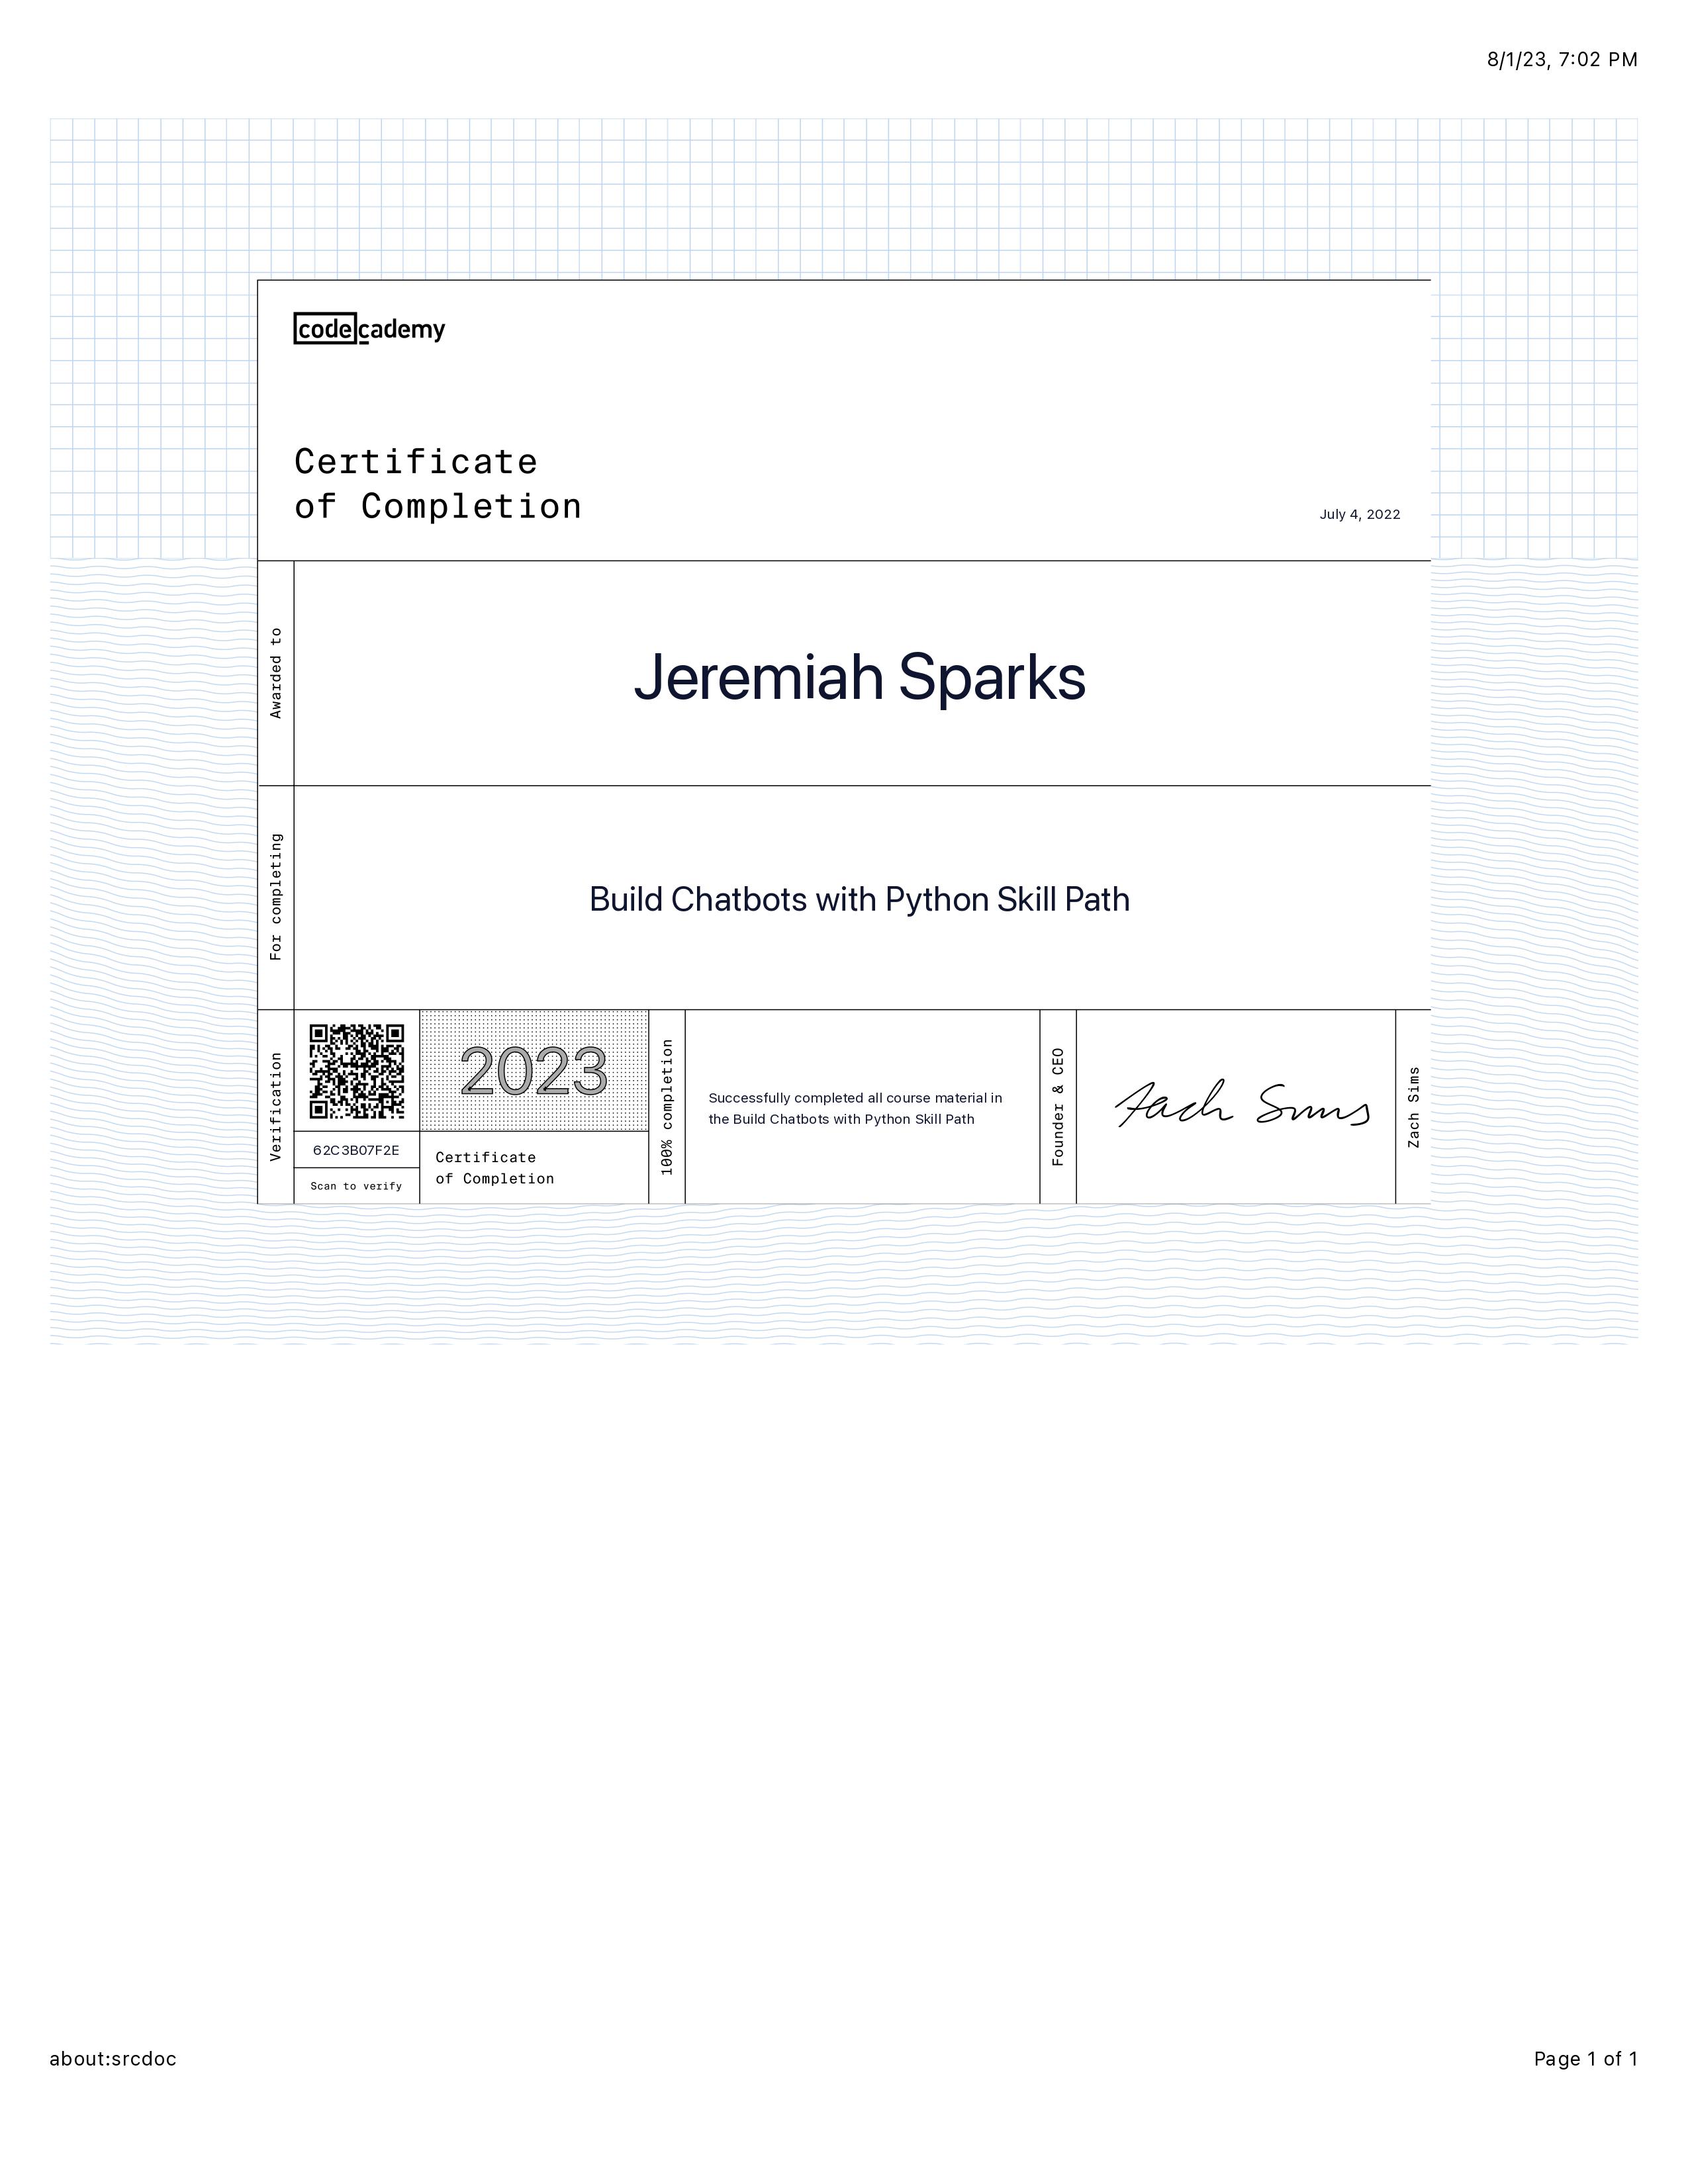 8/1/23, 7:02 PM
codecademy
Certificate
of Completion
July 4, 2022
Awarded to
Jeremiah Sparks
For completing
Build Chatbots with Python Skill Path
Verification
62C3B07F2E
Scan to verify
2023
Certificate
of Completion
100% completion
Successfully completed all course material in
the Build Chatbots with Python Skill Path
Founder & CEO
Zach Sims
Zach Sims
about:srcdoc
Page 1 of 1